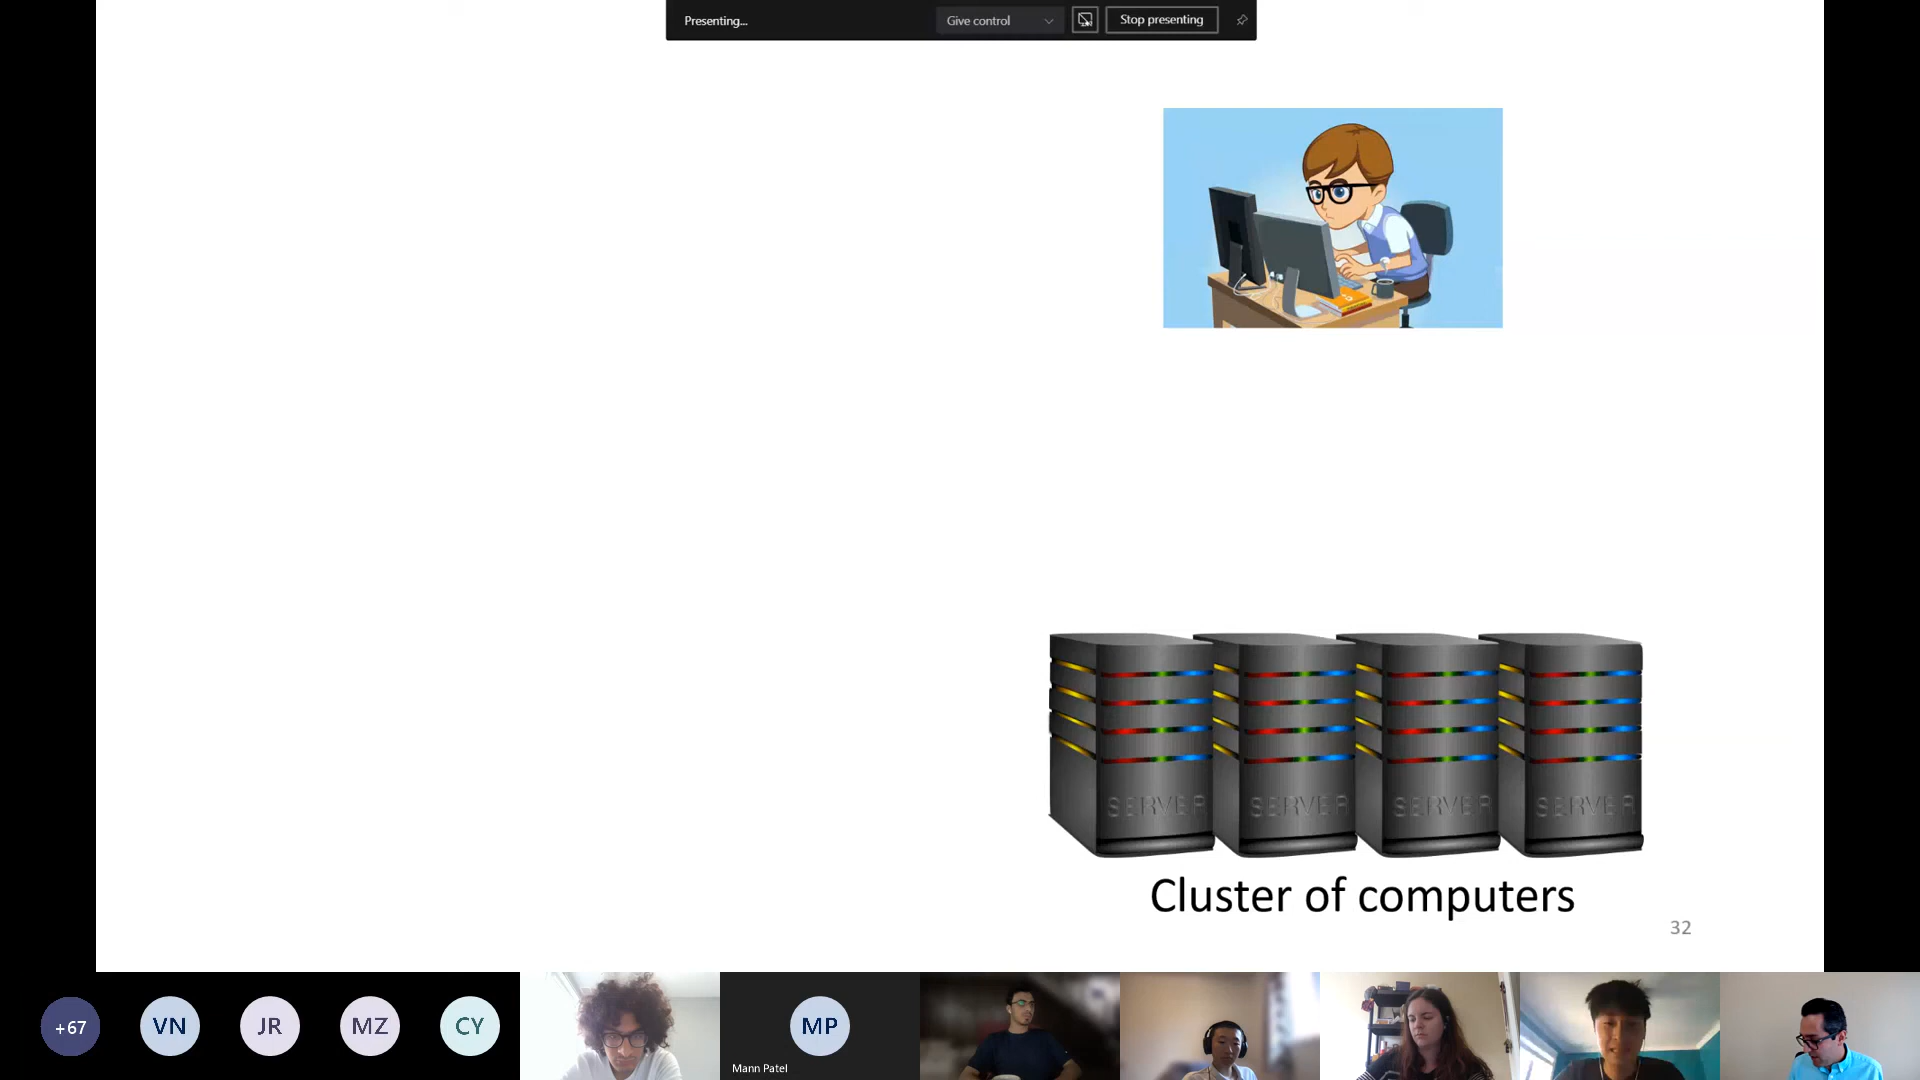 Presenting...
Give control
Stop presenting
SERVER SERVER SERVER SERVER
Cluster of computers
32
+67
VN
JR
MZ
CY
MP
Mann Patel